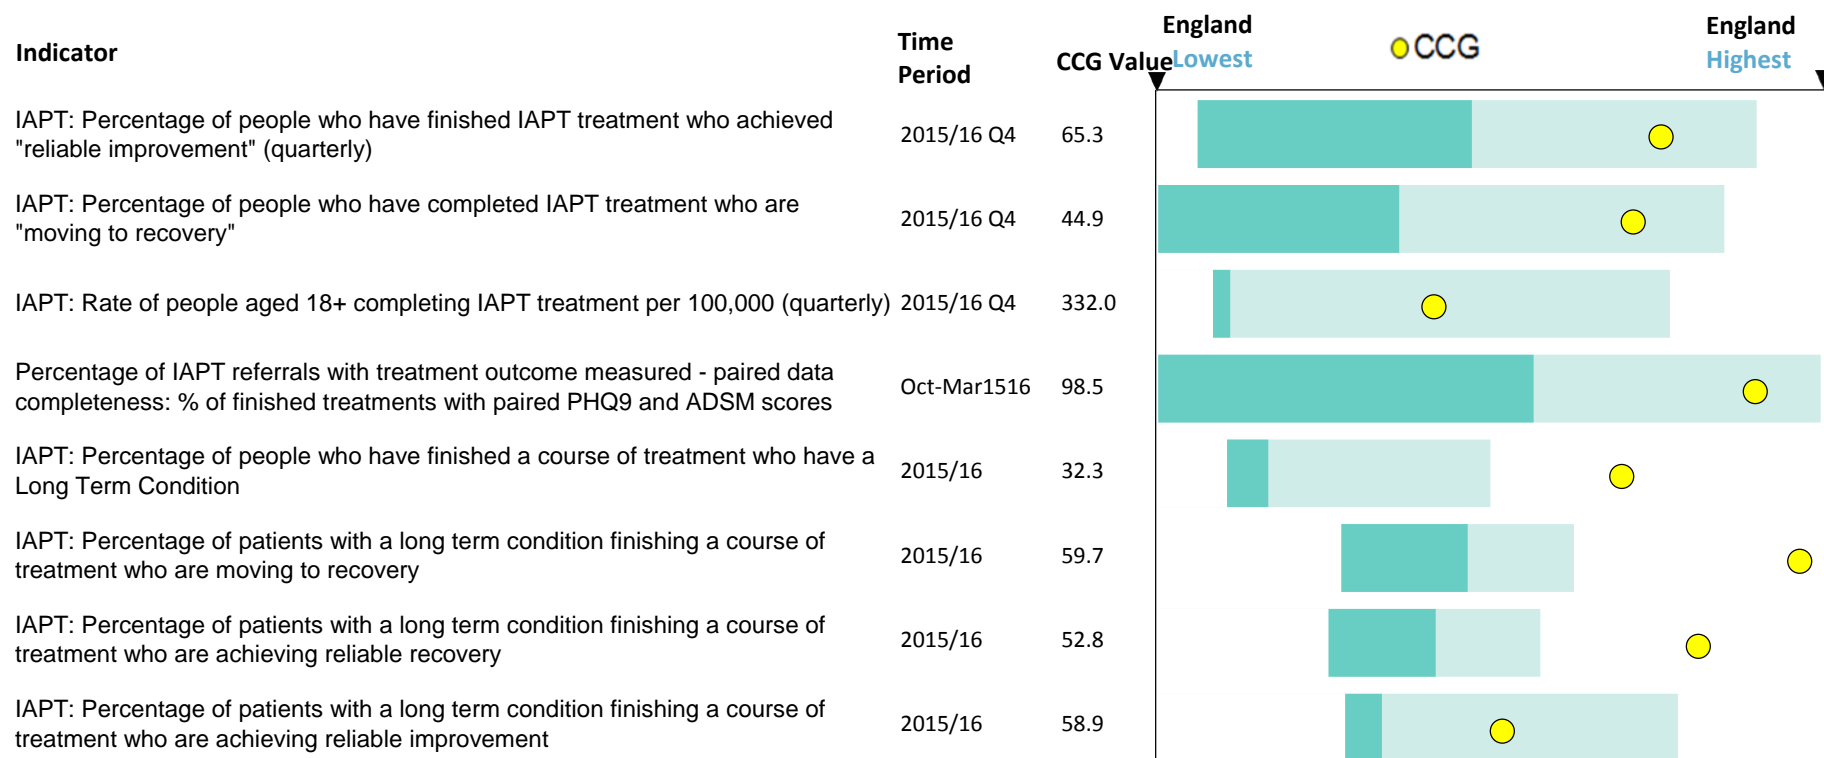 Indicator
Time
Period
CCG Value
England
Lowest
CCG
England
Highest
IAPT: Percentage of people who have finished IAPT treatment who achieved
"reliable improvement" (quarterly)
2015/16 Q4
65.3
IAPT: Percentage of people who have completed IAPT treatment who are
"moving to recovery"
2015/16 Q4
44.9
IAPT: Rate of people aged 18+ completing IAPT treatment per 100,000 (quarterly)
2015/16 Q4
332.0
Percentage of IAPT referrals with treatment outcome measured - paired data
completeness: % of finished treatments with paired PHQ9 and ADSM scores
Oct-Mar1516
98.5
IAPT: Percentage of people who have finished a course of treatment who have a
Long Term Condition
2015/16
32.3
IAPT: Percentage of patients with a long term condition finishing a course of
treatment who are moving to recovery
2015/16
59.7
IAPT: Percentage of patients with a long term condition finishing a course of
treatment who are achieving reliable recovery
2015/16
52.8
IAPT: Percentage of patients with a long term condition finishing a course of
treatment who are achieving reliable improvement
2015/16
58.9